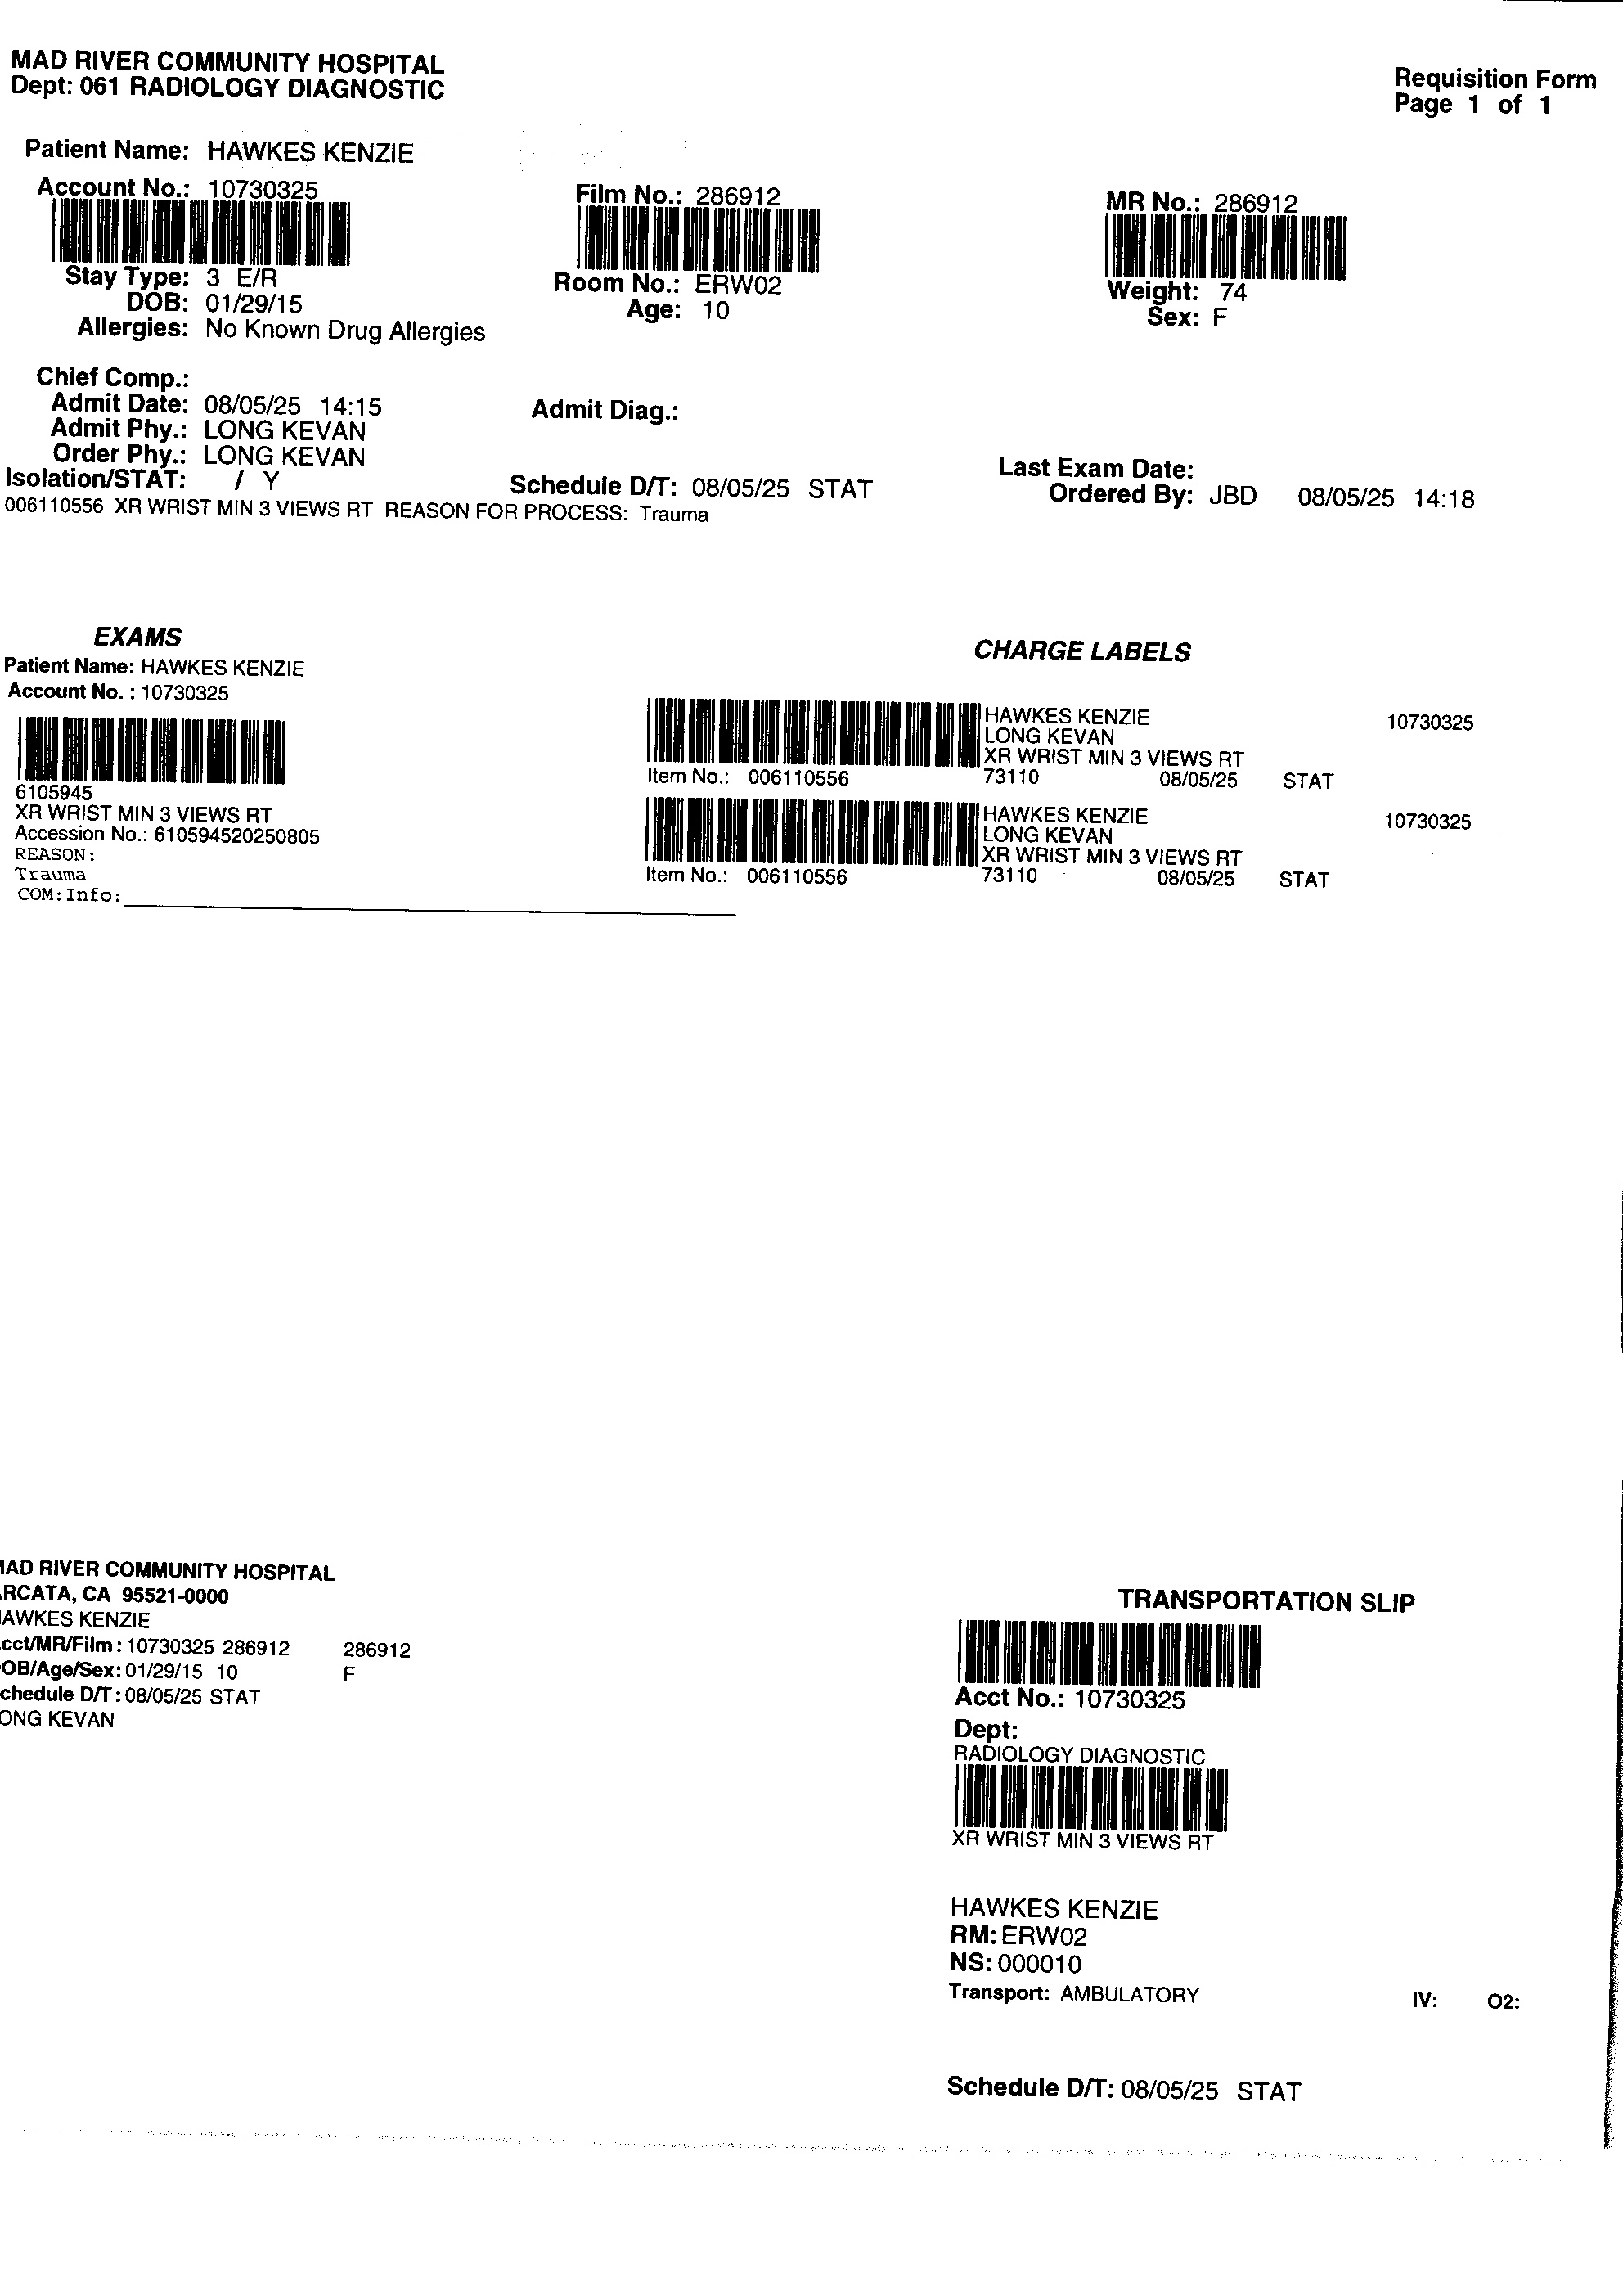 MAD RIVER COMMUNITY HOSPITAL
Dept: 061 RADIOLOGY DIAGNOSTIC
Requisition Form
Page 1 of 1
Patient Name: HAWKES KENZIE
Account No.: 10730325
Film No.: 286912
MR No.: 286912
Stay Type: 3 E/R
Room No.: ERW02
Weight: 74
DOB: 01/29/15
Age: 10
Sex: F
Allergies: No Known Drug Allergies
Chief Comp.:
Admit Date: 08/05/25 14:15
Admit Diag.:
Admit Phy.: LONG KEVAN
Order Phy.: LONG KEVAN
Last Exam Date:
Isolation/STAT: / Y
Schedule D/T: 08/05/25 STAT
Ordered By: JBD 08/05/25 14:18
006110556 XR WRIST MIN 3 VIEWS RT REASON FOR PROCESS: Trauma
EXAMS
Patient Name: HAWKES KENZIE
Account No. : 10730325
6105945
XR WRIST MIN 3 VIEWS RT
Accession No.: 610594520250805
REASON:
Trauma
COM: Info:
CHARGE LABELS
HAWKES KENZIE 10730325
LONG KEVAN
XR WRIST MIN 3 VIEWS RT
Item No.: 006110556 73110 08/05/25 STAT
HAWKES KENZIE 10730325
LONG KEVAN
XR WRIST MIN 3 VIEWS RT
Item No.: 006110556 73110 08/05/25 STAT
IAD RIVER COMMUNITY HOSPITAL
RCATA, CA 95521-0000
AWKES KENZIE
cct/MR/Film : 10730325 286912 286912
OB/Age/Sex: 01/29/15 10 F
chedule D/T : 08/05/25 STAT
ONG KEVAN
TRANSPORTATION SLIP
Acct No.: 10730325
Dept:
RADIOLOGY DIAGNOSTIC
XR WRIST MIN 3 VIEWS RT
HAWKES KENZIE
RM: ERW02
NS: 000010
Transport: AMBULATORY IV: O2:
Schedule D/T: 08/05/25 STAT